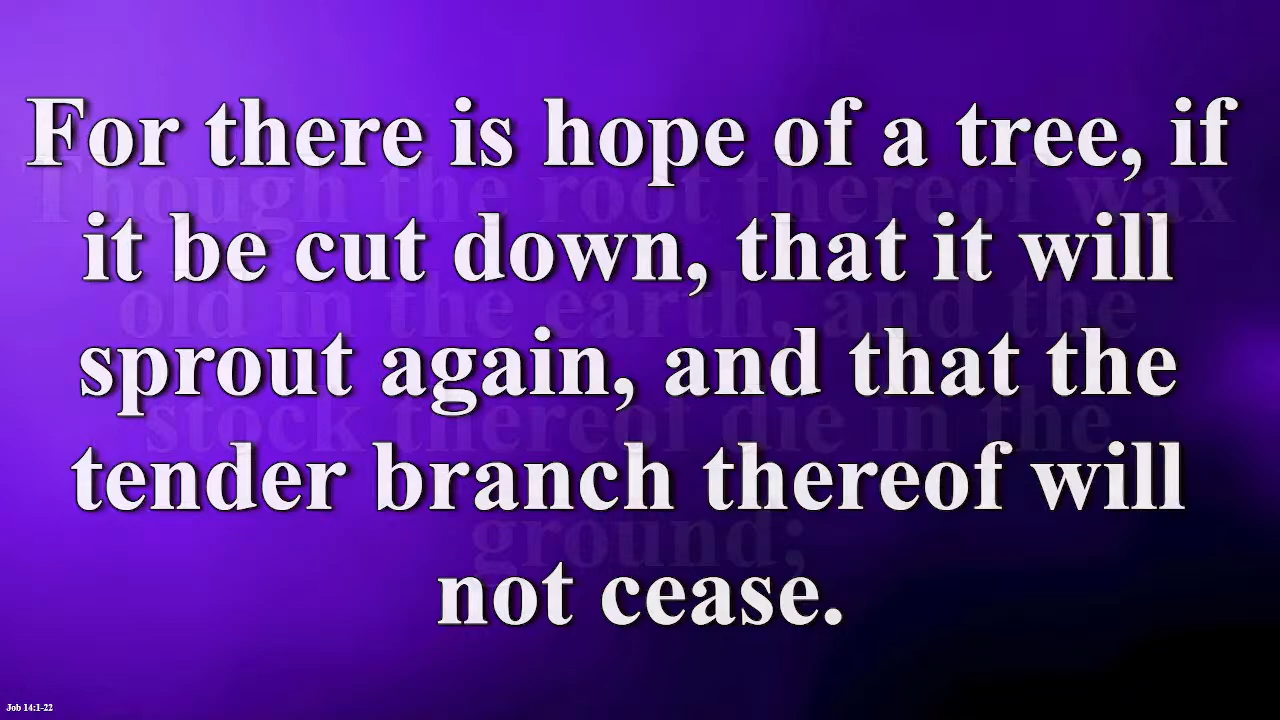 For there is hope of a tree, if
it be cut down, that it will
sprout again, and that the
tender branch thereof will
not cease.
Though the root thereof wax
old in the earth, and the
stock thereof die in the
ground;
Job 14:1-22